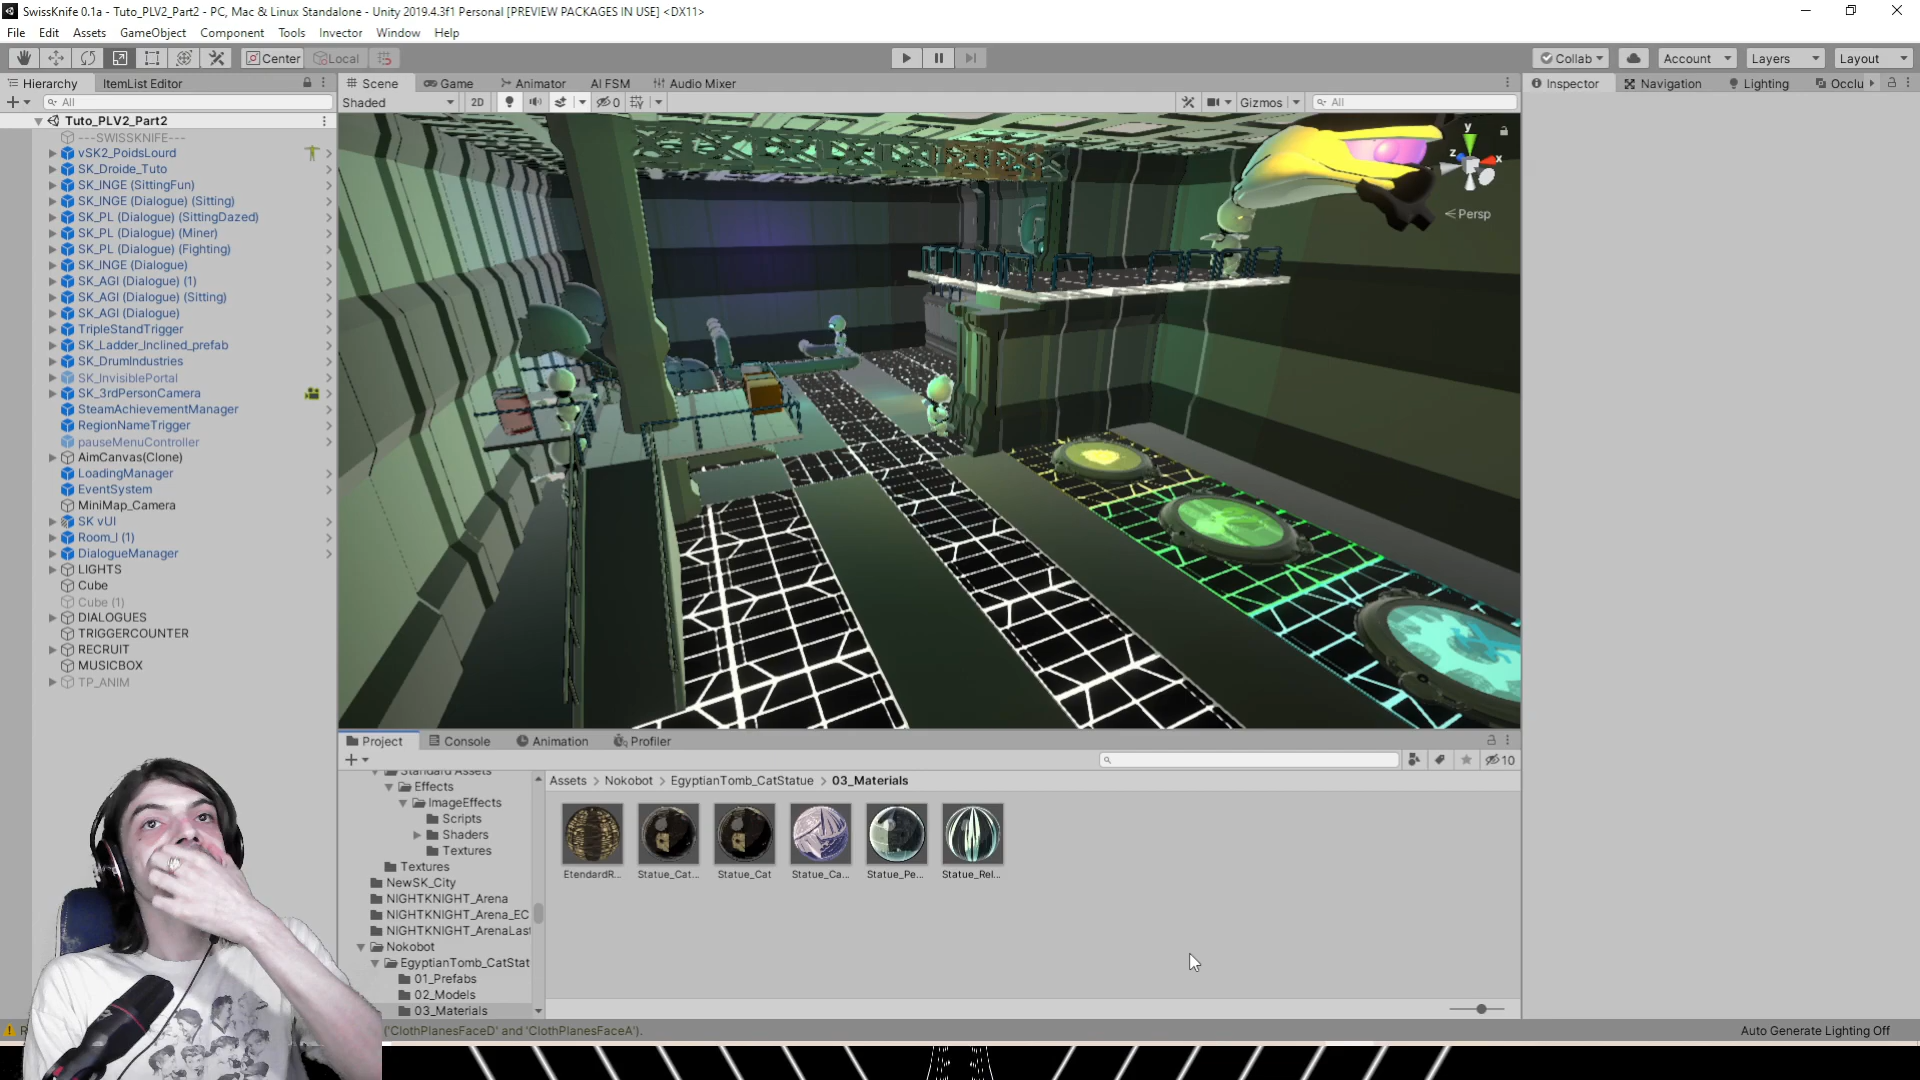 SwissKnife 0.1a - Tuto_PLV2_Part2 - PC, Mac & Linux Standalone - Unity 2019.4.3f1 Personal [PREVIEW PACKAGES IN USE] <DX11>
File Edit Assets GameObject Component Tools Invector Window Help
Center Local Collab Account Layers Layout
Hierarchy ItemList Editor Scene Game Animator AI FSM Audio Mixer Inspector Navigation Lighting Occlu
All Shaded 2D 0 Gizmos All
Tuto_PLV2_Part2
---SWISSKNIFE---
vSK2_PoidsLourd
SK_Droide_Tuto
SK_INGE (SittingFun)
SK_INGE (Dialogue) (Sitting)
SK_PL (Dialogue) (SittingDazed)
SK_PL (Dialogue) (Miner)
SK_PL (Dialogue) (Fighting)
SK_INGE (Dialogue)
SK_AGI (Dialogue) (1)
SK_AGI (Dialogue) (Sitting)
SK_AGI (Dialogue)
TripleStandTrigger
SK_Ladder_Inclined_prefab
SK_DrumIndustries
SK_InvisiblePortal
SK_3rdPersonCamera
SteamAchievementManager
RegionNameTrigger
pauseMenuController
AimCanvas(Clone)
LoadingManager
EventSystem
MiniMap_Camera
SK vUI
Room_I (1)
DialogueManager
LIGHTS
Cube
Cube (1)
DIALOGUES
TRIGGERCOUNTER
RECRUIT
MUSICBOX
TP_ANIM
y
z x
Persp
Project Console Animation Profiler
10
Standard Assets
Effects
ImageEffects
Scripts
Shaders
Textures
Textures
NewSK_City
NIGHTKNIGHT_Arena
NIGHTKNIGHT_Arena_EC
NIGHTKNIGHT_ArenaLast
Nokobot
EgyptianTomb_CatStat
01_Prefabs
02_Models
03_Materials
Assets > Nokobot > EgyptianTomb_CatStatue > 03_Materials
EtendardR... Statue_Cat... Statue_Cat Statue_Ca... Statue_Pe... Statue_Rel...
('ClothPlanesFaceD' and 'ClothPlanesFaceA').
Auto Generate Lighting Off